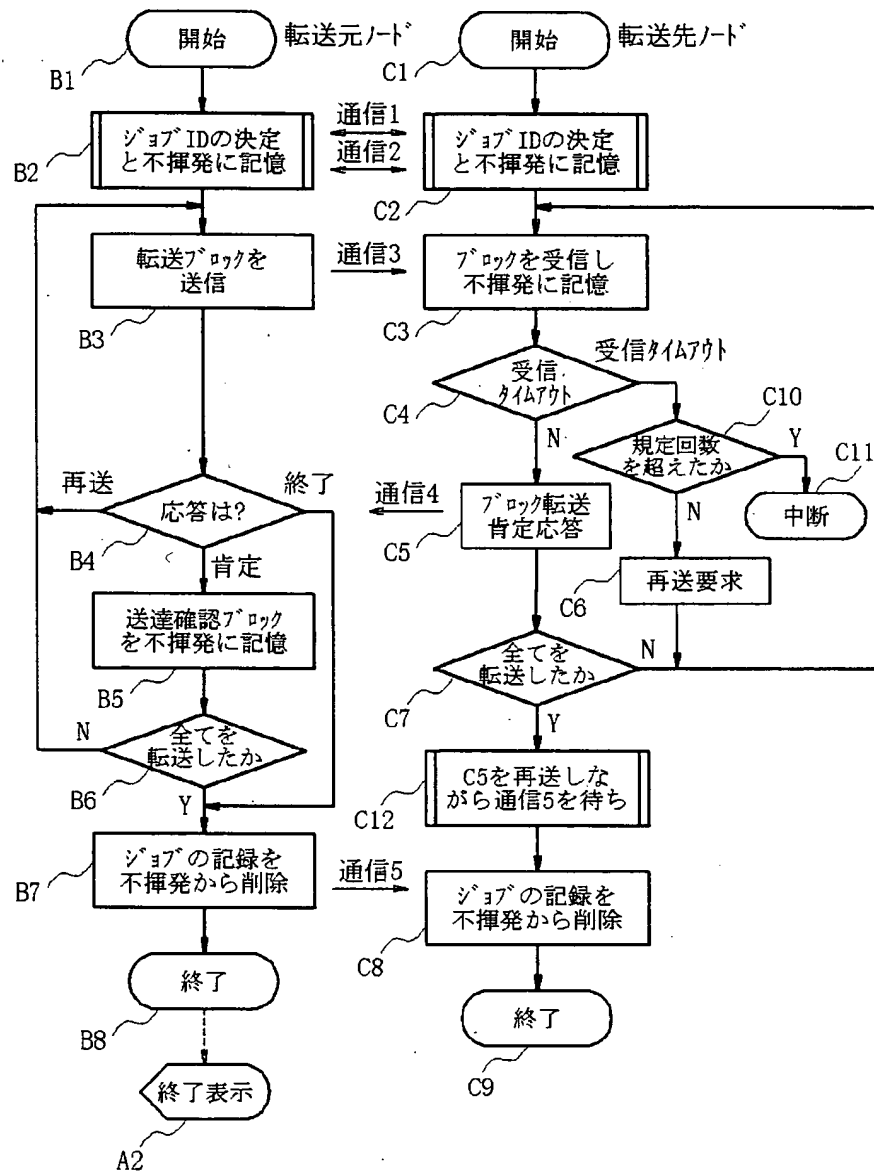 開始
転送元ノード
B1
開始
転送先ノード
C1
ジョブIDの決定
と不揮発に記憶
B2
通信1
通信2
ジョブIDの決定
と不揮発に記憶
C2
転送ブロックを
送信
B3
通信3
ブロックを受信し
不揮発に記憶
C3
受信
タイムアウト
C4
受信タイムアウト
N
規定回数
を超えたか
C10
Y
C11
中断
N
再送
応答は?
終了
B4
肯定
通信4
ブロック転送
肯定応答
C5
再送要求
C6
送達確認ブロック
を不揮発に記憶
B5
全てを
転送したか
N
C7
Y
N
全てを
転送したか
B6
Y
C5を再送しな
がら通信5を待ち
C12
ジョブの記録を
不揮発から削除
B7
通信5
ジョブの記録を
不揮発から削除
C8
終了
B8
終了
C9
終了表示
A2